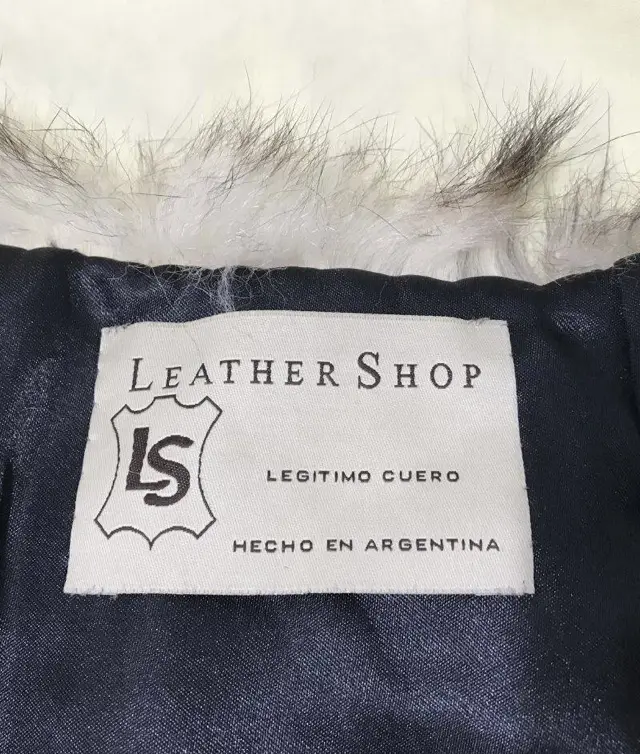 LEATHER SHOP
LS
LEGITIMO CUERO
HECHO EN ARGENTINA